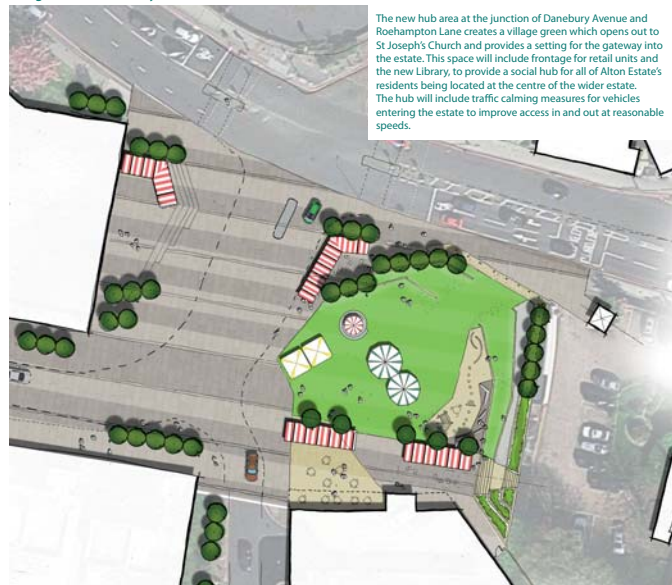 The new hub area at the junction of Danebury Avenue and
Roehampton Lane creates a village green which opens out to
St Joseph's Church and provides a setting for the gateway into
the estate. This space will include frontage for retail units and
the new Library, to provide a social hub for all of Alton Estate's
residents being located at the centre of the wider estate.
The hub will include traffic calming measures for vehicles
entering the estate to improve access in and out at reasonable
speeds.